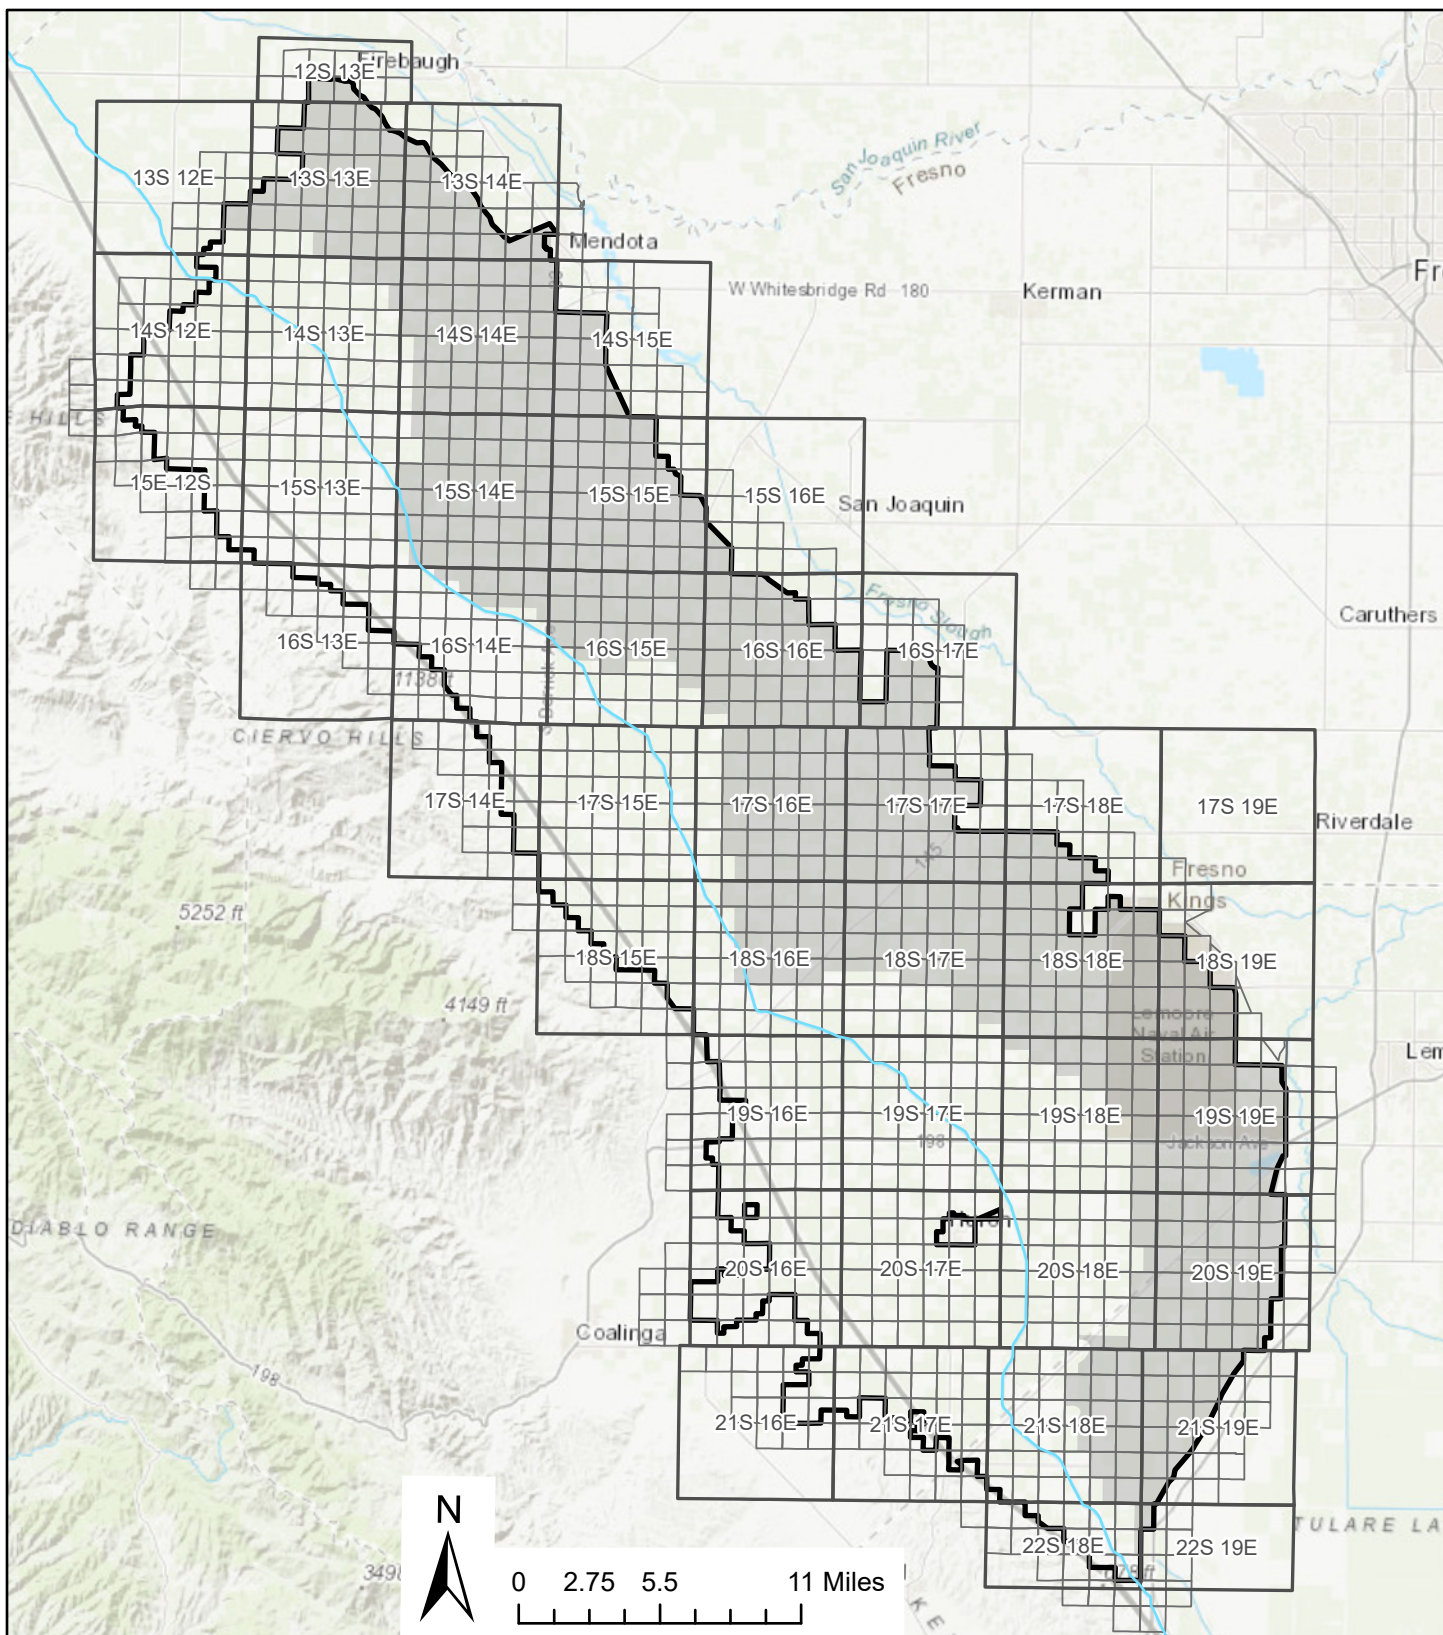 Firebaugh
12S 13E
San Joaquin River
Fresno
13S 12E
13S 13E
13S 14E
Mendota
Fr
W Whitesbridge Rd 180
Kerman
14S 12E
14S 13E
14S 14E
14S 15E
E HILLS
15E 12S
15S 13E
15S 14E
15S 15E
15S 16E
San Joaquin
Fresno Slough
Caruthers
16S 13E
16S 14E
16S 15E
16S 16E
16S 17E
1138 ft
CIERVO HILLS
17S 14E
17S 15E
17S 16E
17S 17E
17S 18E
17S 19E
Riverdale
145
Fresno
Kings
5252 ft
18S 15E
18S 16E
18S 17E
18S 18E
18S 19E
4149 ft
Lemoore
Naval Air
Station
Lem
19S 16E
19S 17E
19S 18E
19S 19E
198
Jackson Ave
Huron
DIABLO RANGE
20S 16E
20S 17E
20S 18E
20S 19E
Coalinga
198
21S 16E
21S 17E
21S 18E
21S 19E
TULARE LA
22S 18E
22S 19E
N
0 2.75 5.5 11 Miles
KE